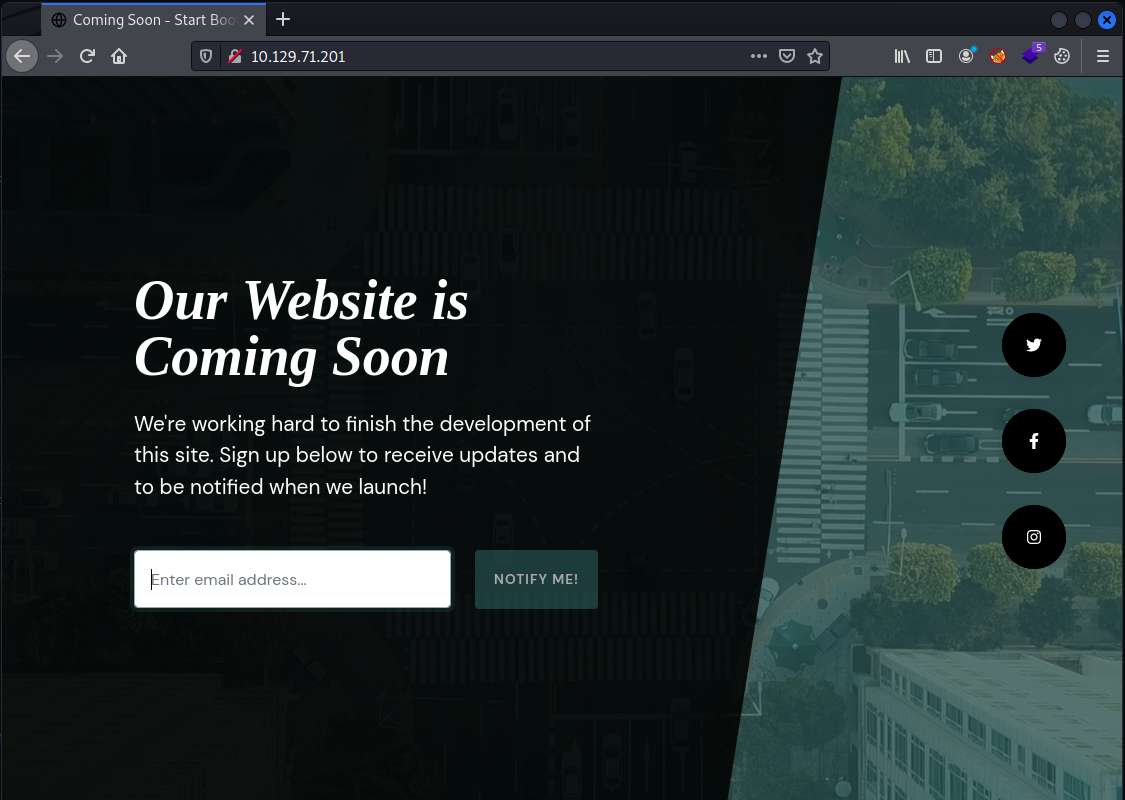 Coming Soon - Start Boo
10.129.71.201
5
Our Website is
Coming Soon
We're working hard to finish the development of
this site. Sign up below to receive updates and
to be notified when we launch!
Enter email address...
NOTIFY ME!